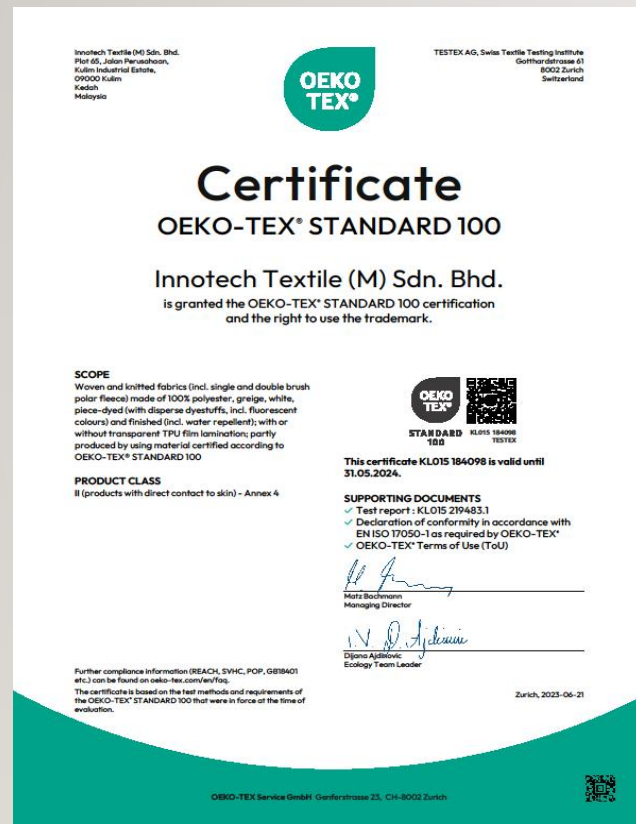 Innotech Textile (M) Sdn. Bhd.
Plot 65, Jalan Perusahaan,
Kulim Industrial Estate,
09000 Kulim
Kedah
Malaysia
OEKO
TEX®
TESTEX AG, Swiss Textile Testing Institute
Gotthardstrasse 61
8002 Zurich
Switzerland
Certificate
OEKO-TEX® STANDARD 100
Innotech Textile (M) Sdn. Bhd.
is granted the OEKO-TEX® STANDARD 100 certification
and the right to use the trademark.
SCOPE
Woven and knitted fabrics (incl. single and double brush
polar fleece) made of 100% polyester, greige, white,
piece-dyed (with disperse dyestuffs, incl. fluorescent
colours) and finished (incl. water repellent); with or
without transparent TPU film lamination; partly
produced by using material certified according to
OEKO-TEX® STANDARD 100
PRODUCT CLASS
II (products with direct contact to skin) - Annex 4
OEKO
TEX®
STANDARD
100
KL015 184098
TESTEX
This certificate KL015 184098 is valid until
31.05.2024.
SUPPORTING DOCUMENTS
✓ Test report : KL015 219483.1
✓ Declaration of conformity in accordance with
EN ISO 17050-1 as required by OEKO-TEX®
✓ OEKO-TEX® Terms of Use (ToU)
Matz Bachmann
Managing Director
Dijana Ajdinovic
Ecology Team Leader
Further compliance information (REACH, SVHC, POP, GB18401
etc.) can be found on oeko-tex.com/en/faq.
The certificate is based on the test methods and requirements of
the OEKO-TEX® STANDARD 100 that were in force at the time of
evaluation.
Zurich, 2023-06-21
OEKO-TEX Service GmbH Genferstrasse 23, CH-8002 Zurich